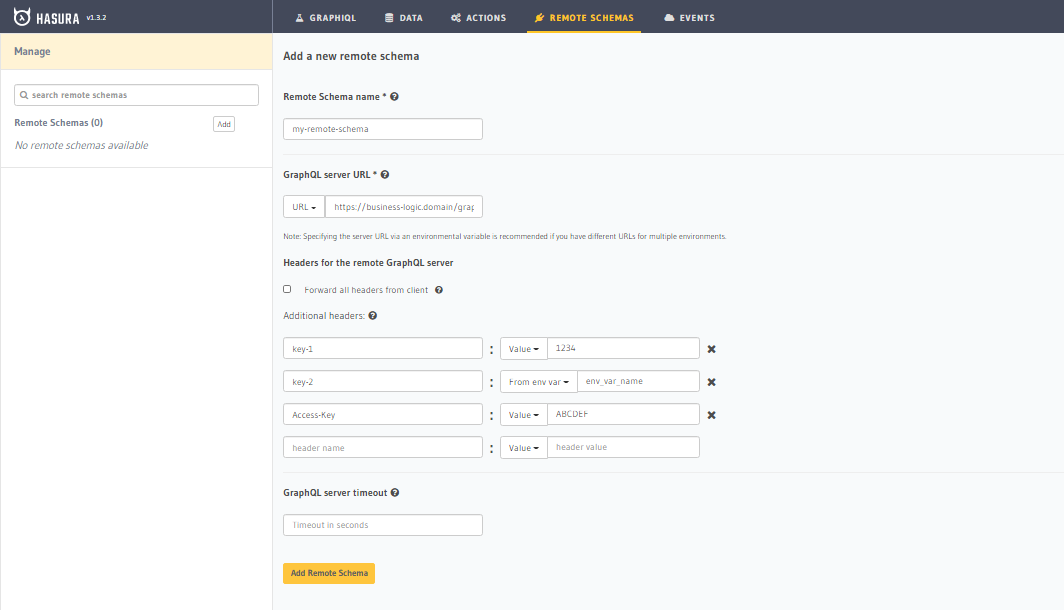 HASURA v1.3.2
GRAPHIQL DATA ACTIONS REMOTE SCHEMAS EVENTS
Manage
search remote schemas
Remote Schemas (0) Add
No remote schemas available
Add a new remote schema
Remote Schema name *
my-remote-schema
GraphQL server URL *
URL https://business-logic.domain/grap
Note: Specifying the server URL via an environmental variable is recommended if you have different URLs for multiple environments.
Headers for the remote GraphQL server
Forward all headers from client
Additional headers:
key-1 : Value 1234
key-2 : From env var env_var_name
Access-Key : Value ABCDEF
header name : Value header value
GraphQL server timeout
Timeout in seconds
Add Remote Schema